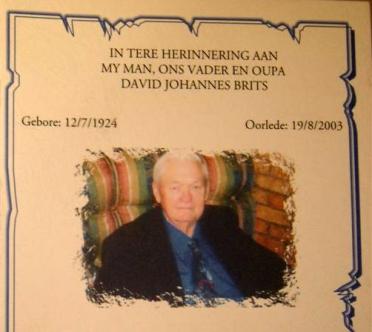 IN TERE HERINNERING AAN
MY MAN, ONS VADER EN OUPA
DAVID JOHANNES BRITS
Gebore: 12/7/1924 Oorlede: 19/8/2003